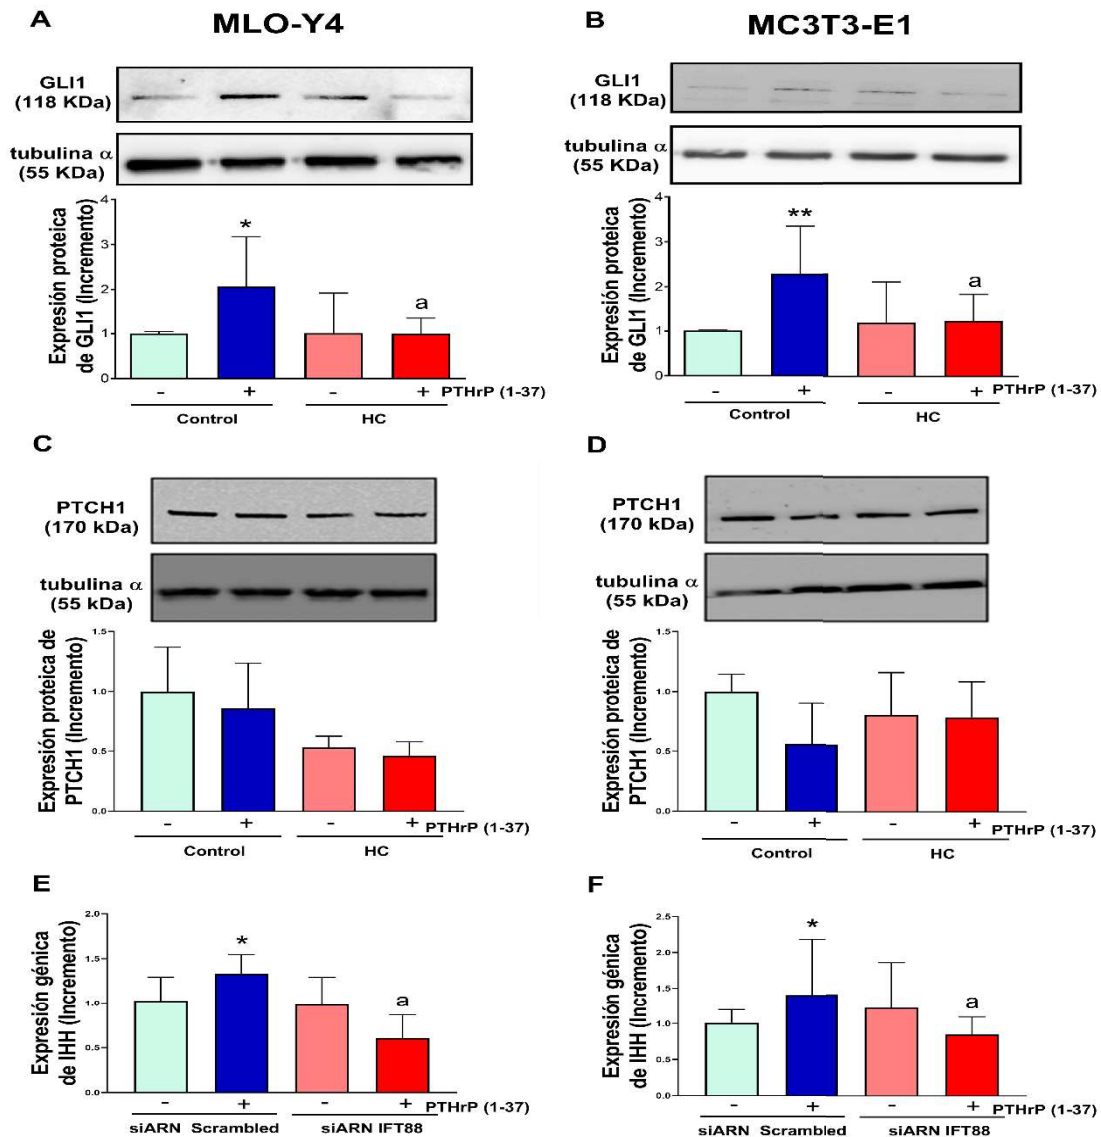 A
MLO-Y4
GLI1
(118 KDa)
tubulina α
(55 KDa)
Expresión proteica
de GLI1 (Incremento)
4
3
2
1
0
*
a
- + - + PTHrP (1-37)
Control HC
B
MC3T3-E1
GLI1
(118 KDa)
tubulina α
(55 KDa)
Expresión proteica
de GLI1 (Incremento)
4
3
2
1
0
**
a
- + - + PTHrP (1-37)
Control HC
C
PTCH1
(170 kDa)
tubulina α
(55 kDa)
Expresión proteica de
PTCH1 (Incremento)
1.5
1.0
0.5
0.0
- + - + PTHrP (1-37)
Control HC
D
PTCH1
(170 kDa)
tubulina α
(55 kDa)
Expresión proteica de
PTCH1 (Incremento)
1.5
1.0
0.5
0.0
- + - + PTHrP (1-37)
Control HC
E
Expresión génica
de IHH (Incremento)
2.0
1.5
1.0
0.5
0.0
*
a
- + - + PTHrP (1-37)
siARN Scrambled siARN IFT88
F
Expresión génica
de IHH (Incremento)
2.5
2.0
1.5
1.0
0.5
0.0
*
a
- + - + PTHrP (1-37)
siARN Scrambled siARN IFT88